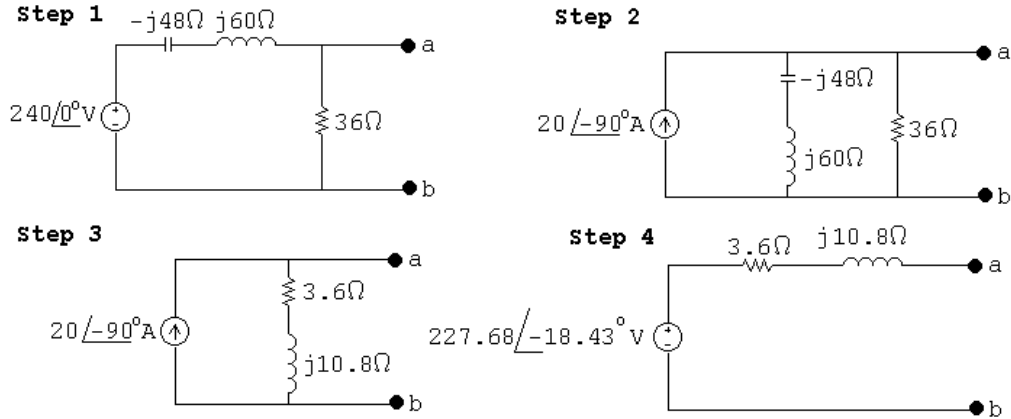 Step 1
-j48Ω j60Ω
a
240/0°V
+
-
36Ω
b
Step 2
a
-j48Ω
20/-90°A
36Ω
j60Ω
b
Step 3
a
3.6Ω
20/-90°A
j10.8Ω
b
Step 4
3.6Ω
j10.8Ω
a
227.68/-18.43° V
+
-
b